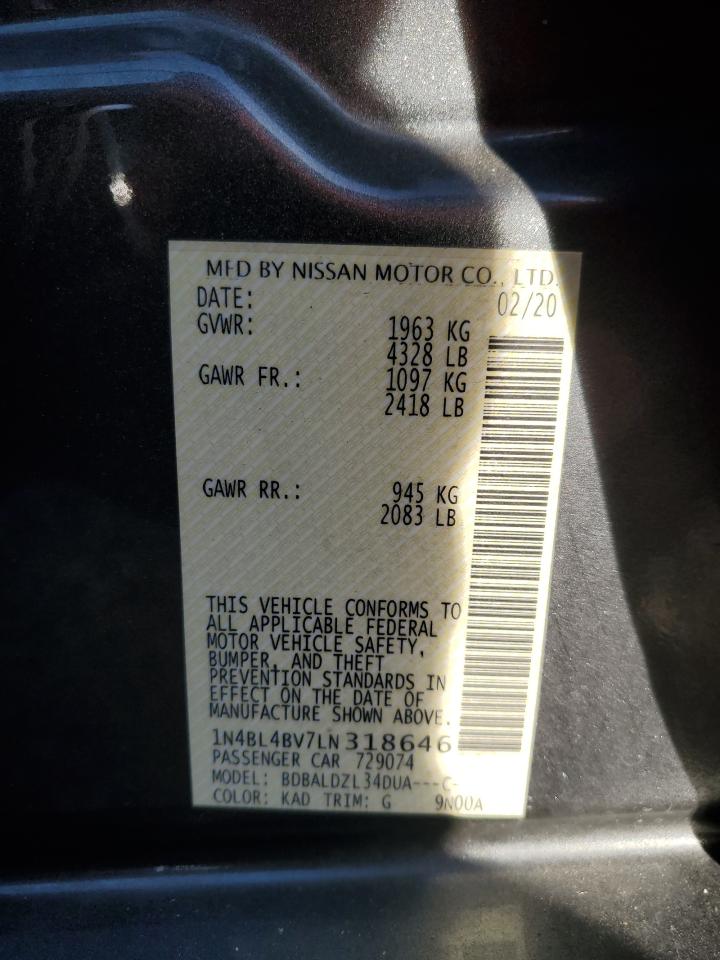 MFD BY NISSAN MOTOR CO., LTD.
DATE: 02/20
GVWR: 1963 KG
4328 LB
GAWR FR.: 1097 KG
2418 LB
GAWR RR.: 945 KG
2083 LB
THIS VEHICLE CONFORMS TO
ALL APPLICABLE FEDERAL
MOTOR VEHICLE SAFETY,
BUMPER, AND THEFT
PREVENTION STANDARDS IN
EFFECT ON THE DATE OF
MANUFACTURE SHOWN ABOVE.
1N4BL4BV7LN318646
PASSENGER CAR 729074
MODEL: BDBALDZL34DUA---C-
COLOR: KAD TRIM: G 9N00A